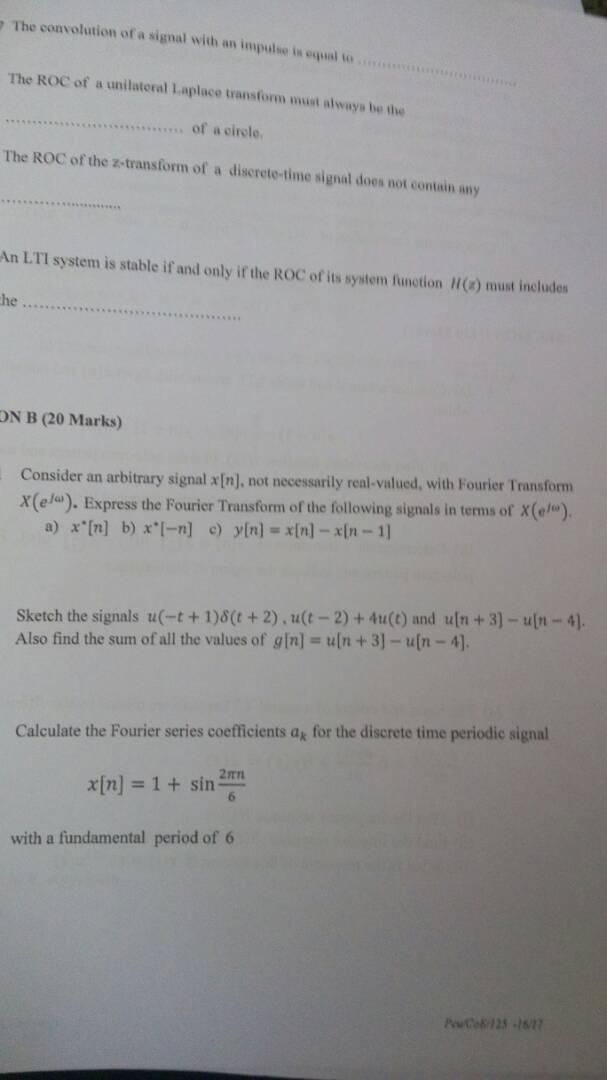 The convolution of a signal with an impulse is equal to ................................
The ROC of a unilateral Laplace transform must always be the
................................ of a circle.
The ROC of the z-transform of a discrete-time signal does not contain any
........................
An LTI system is stable if and only if the ROC of its system function H(z) must includes
the ........................................
ON B (20 Marks)
Consider an arbitrary signal x[n], not necessarily real-valued, with Fourier Transform
X(e^{jω}). Express the Fourier Transform of the following signals in terms of X(e^{jω}).
a) x*[n] b) x*[−n] c) y[n] = x[n] − x[n − 1]
Sketch the signals u(−t + 1)δ(t + 2) , u(t − 2) + 4u(t) and u[n + 3] − u[n − 4].
Also find the sum of all the values of g[n] = u[n + 3] − u[n − 4].
Calculate the Fourier series coefficients a_k for the discrete time periodic signal
x[n] = 1 + sin 2πn/6
with a fundamental period of 6